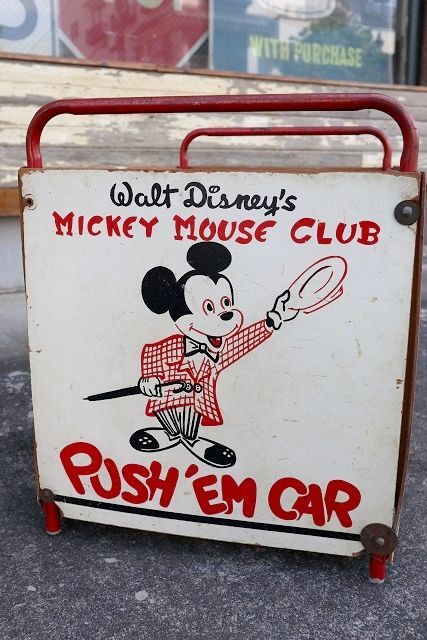 WITH PURCHASE
Walt Disney's
MICKEY MOUSE CLUB
PUSH 'EM CAR